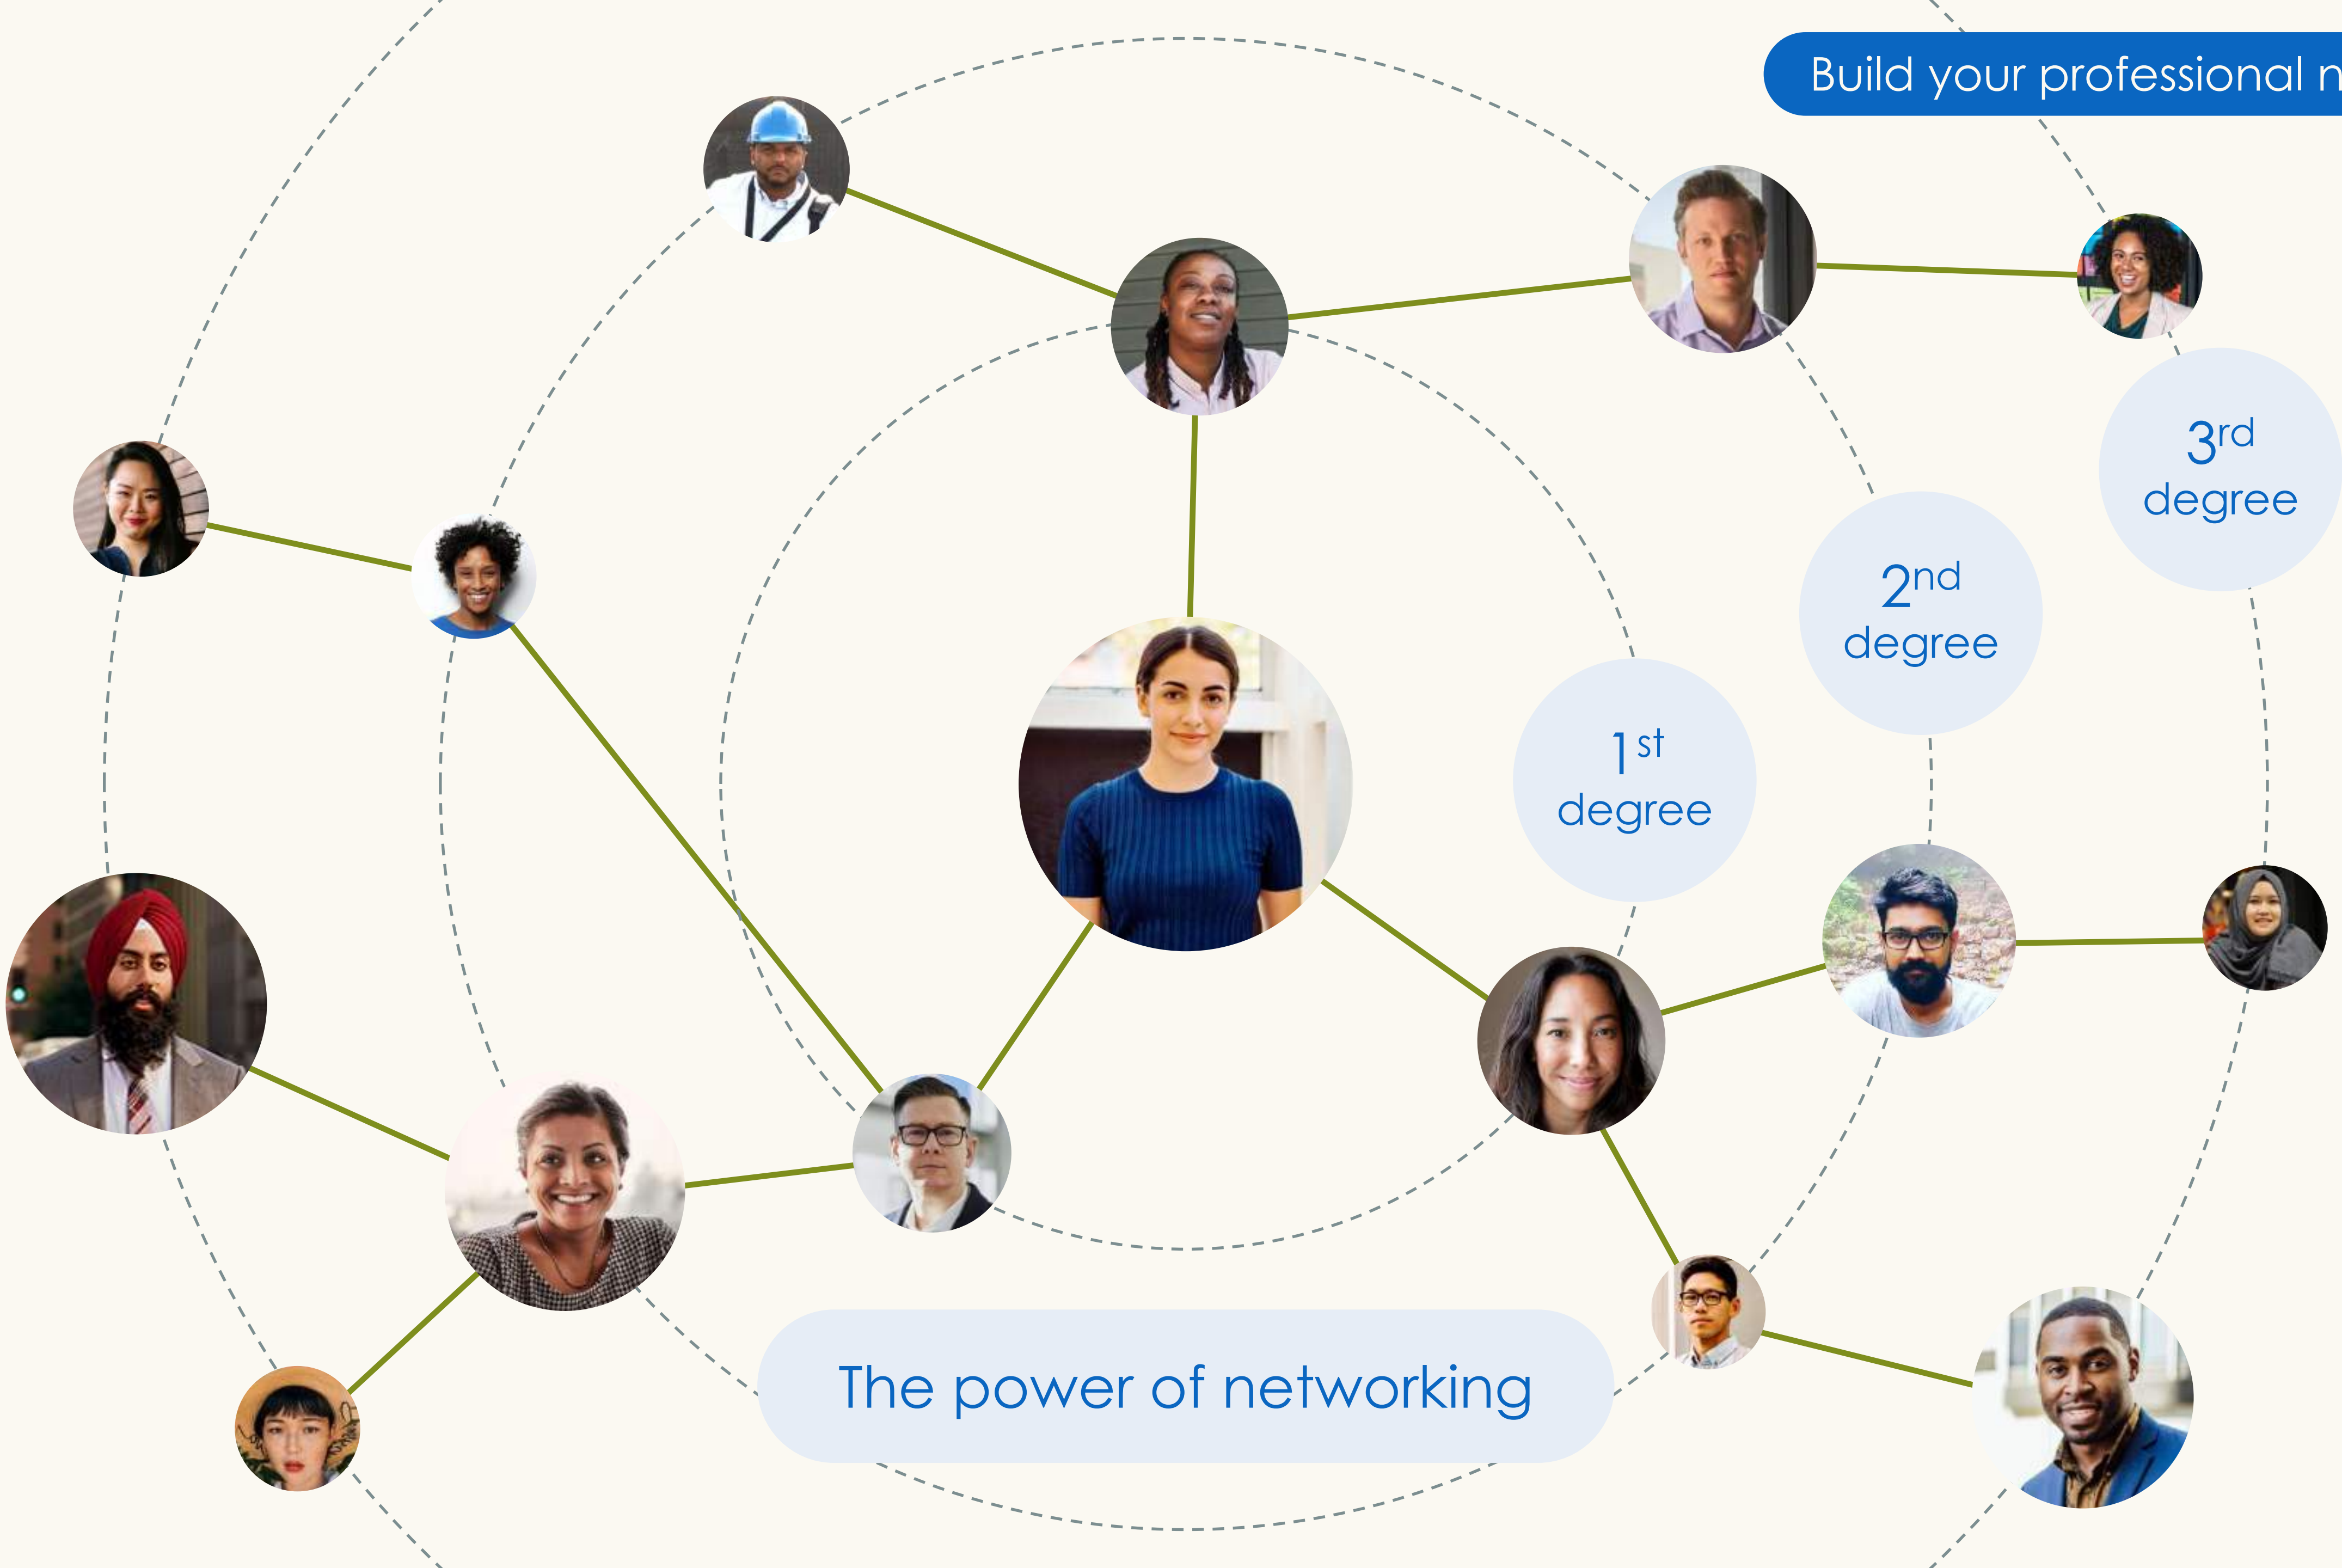 Build your professional
3rd
degree
2nd
degree
1st
degree
The power of networking